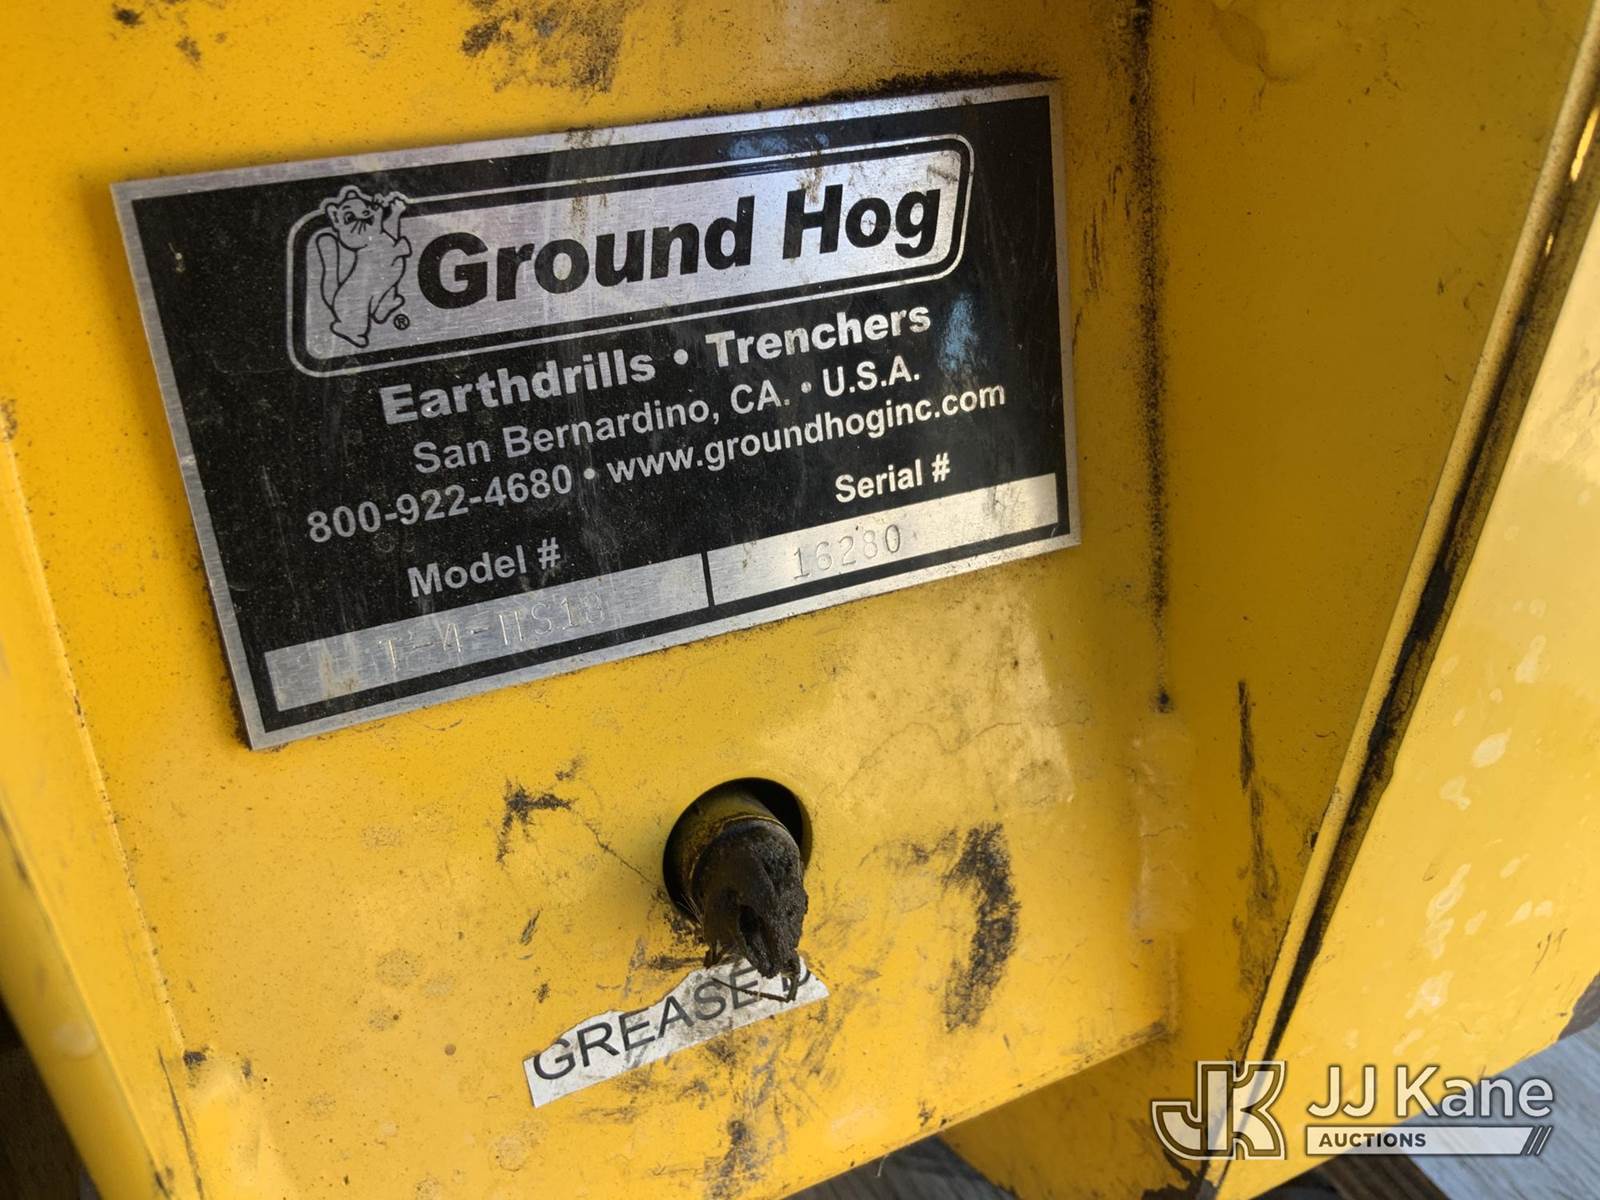 Ground Hog
®
Earthdrills • Trenchers
San Bernardino, CA. • U.S.A.
800-922-4680 • www.groundhoginc.com
Model # Serial #
16280
GREASE
JJ Kane
AUCTIONS